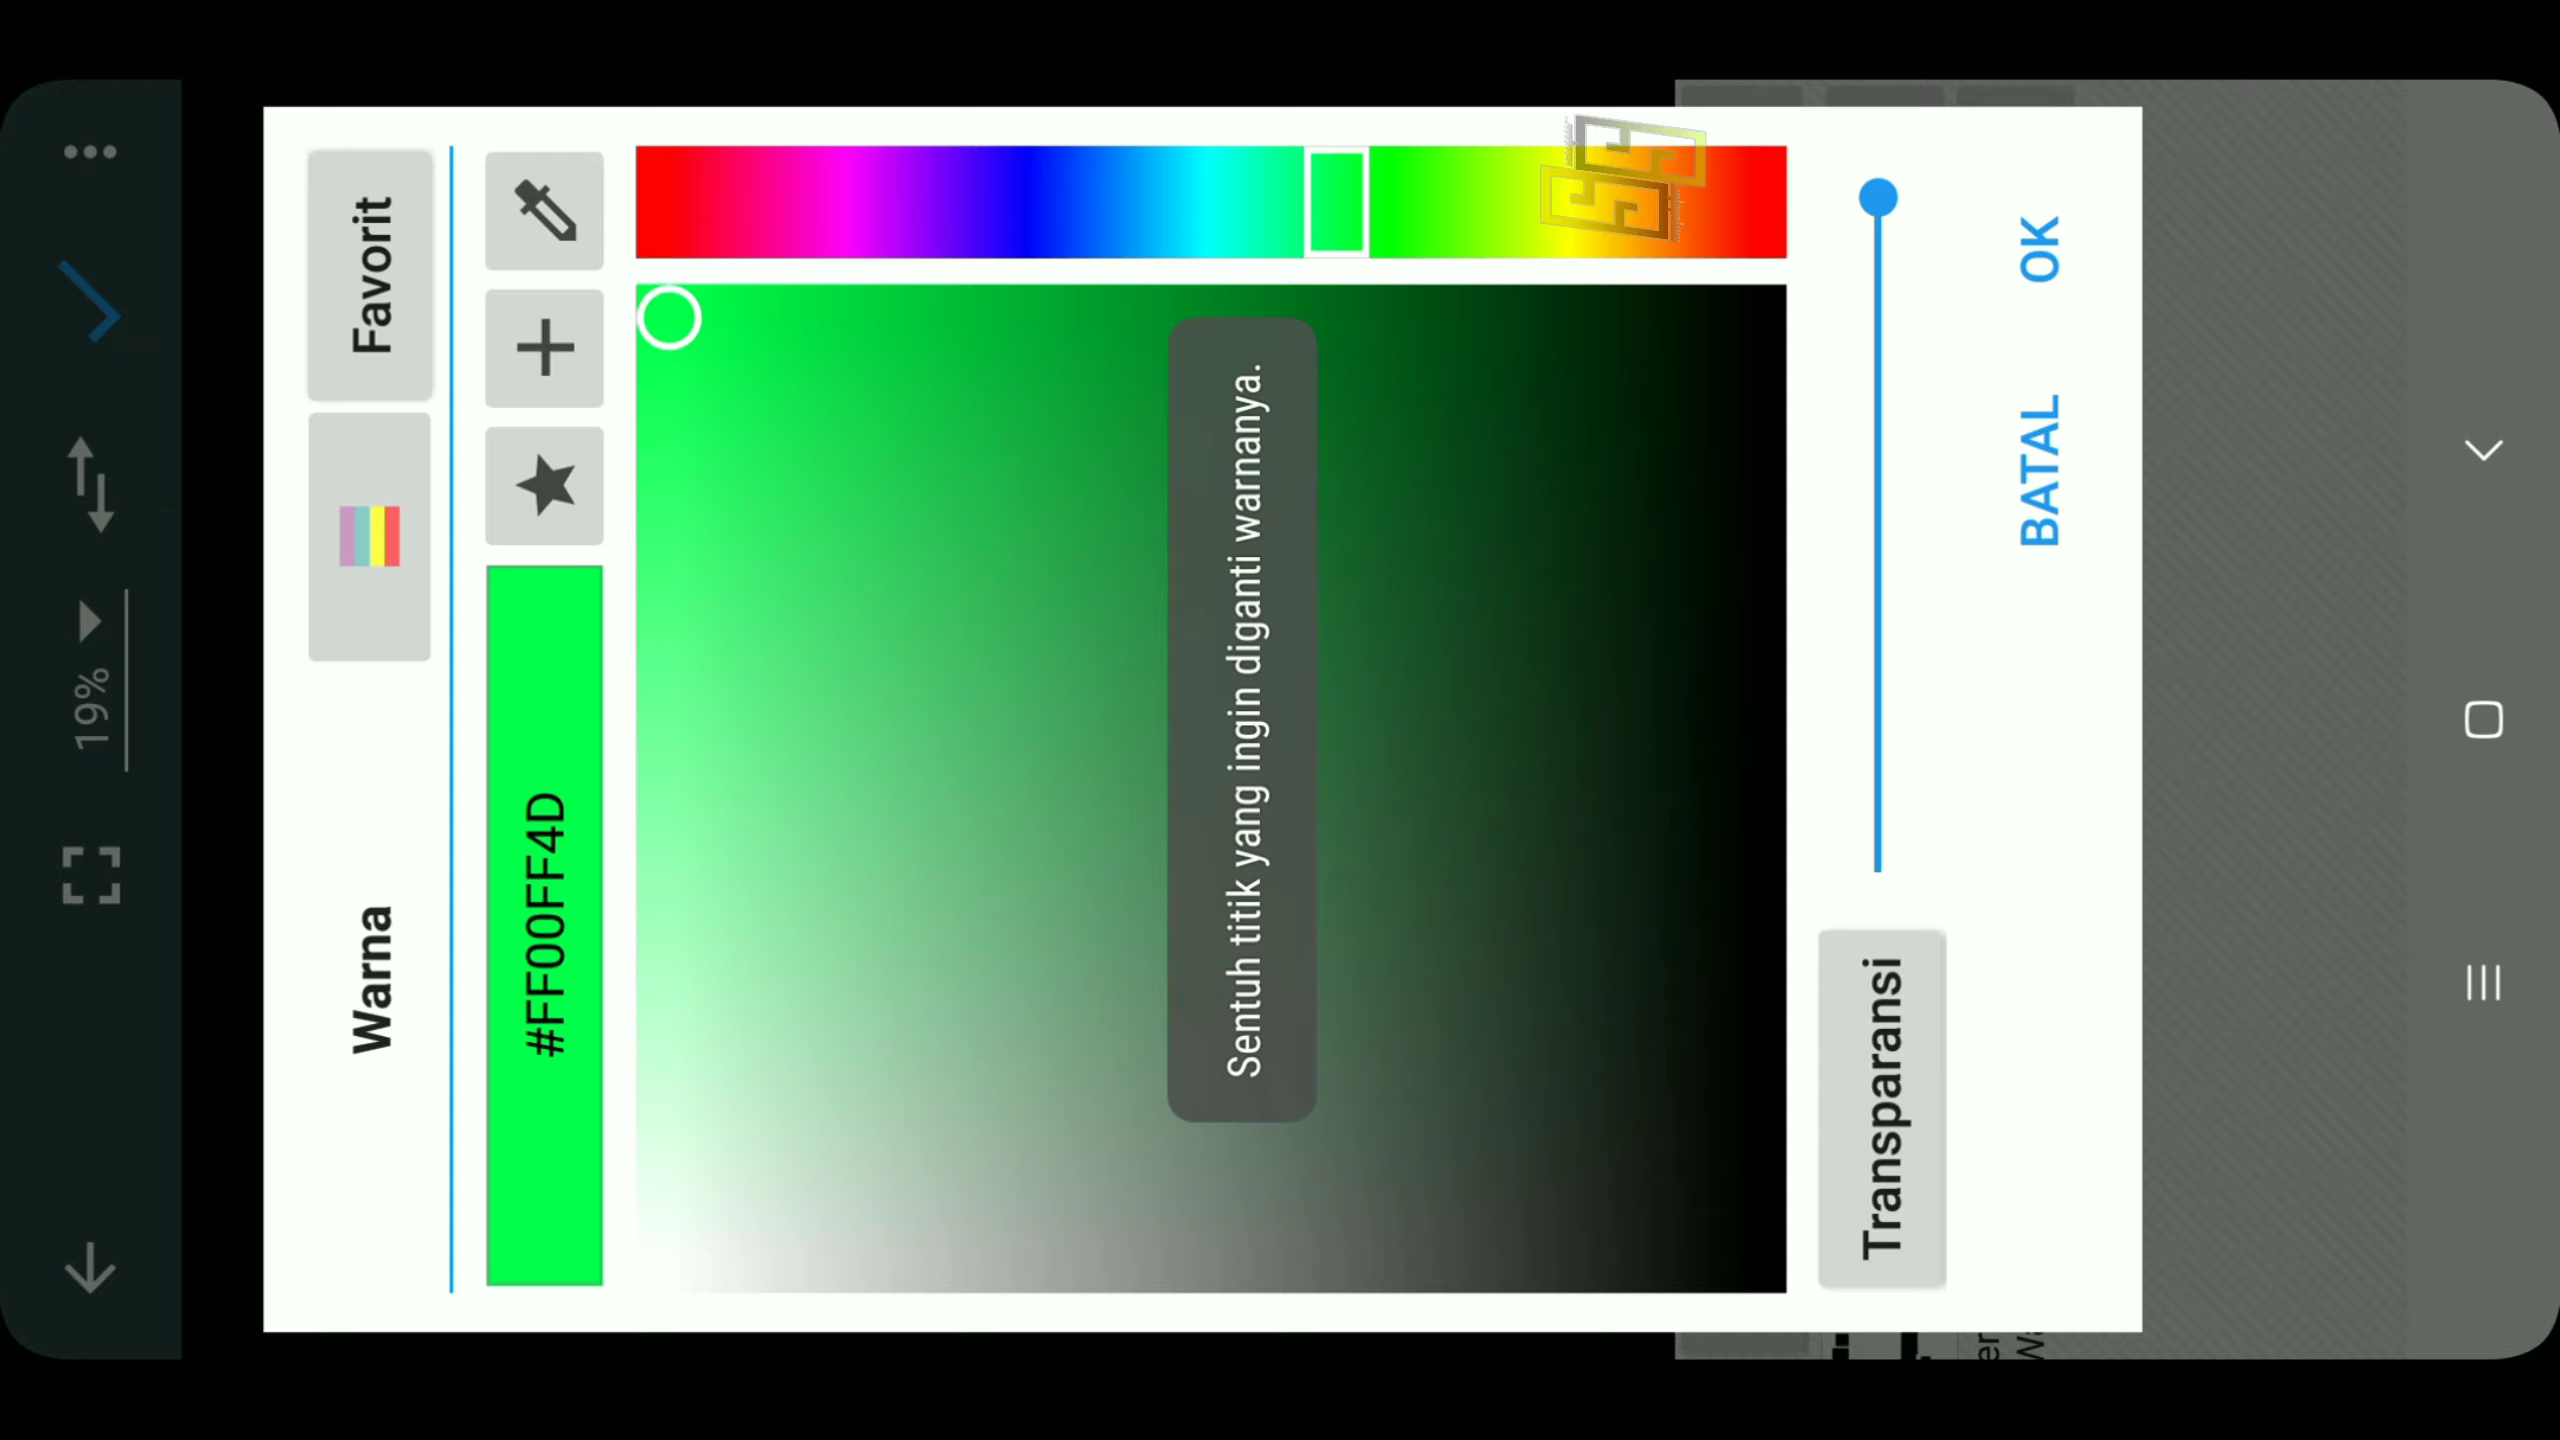 19%
Warna
Favorit
#FF00FF4D
Sentuh titik yang ingin diganti warnanya.
Transparansi
BATAL
OK